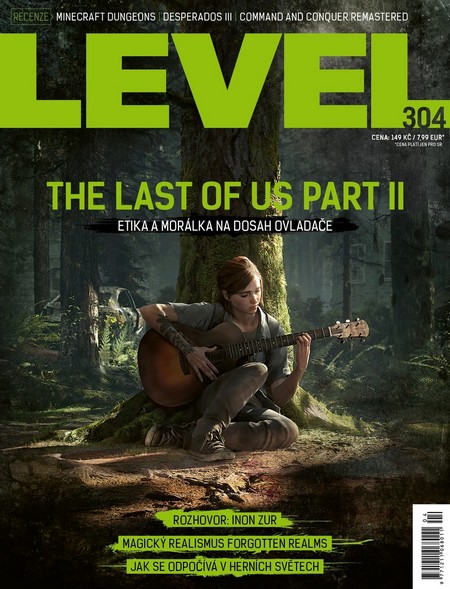 RECENZE MINECRAFT DUNGEONS | DESPERADOS III | COMMAND AND CONQUER REMASTERED
LEVEL
304
CENA: 149 KČ / 7,99 EUR*
*CENA PLATÍ JEN PRO SR
THE LAST OF US PART II
ETIKA A MORÁLKA NA DOSAH OVLADAČE
ROZHOVOR: INON ZUR
MAGICKÝ REALISMUS FORGOTTEN REALMS
JAK SE ODPOČÍVÁ V HERNÍCH SVĚTECH
04